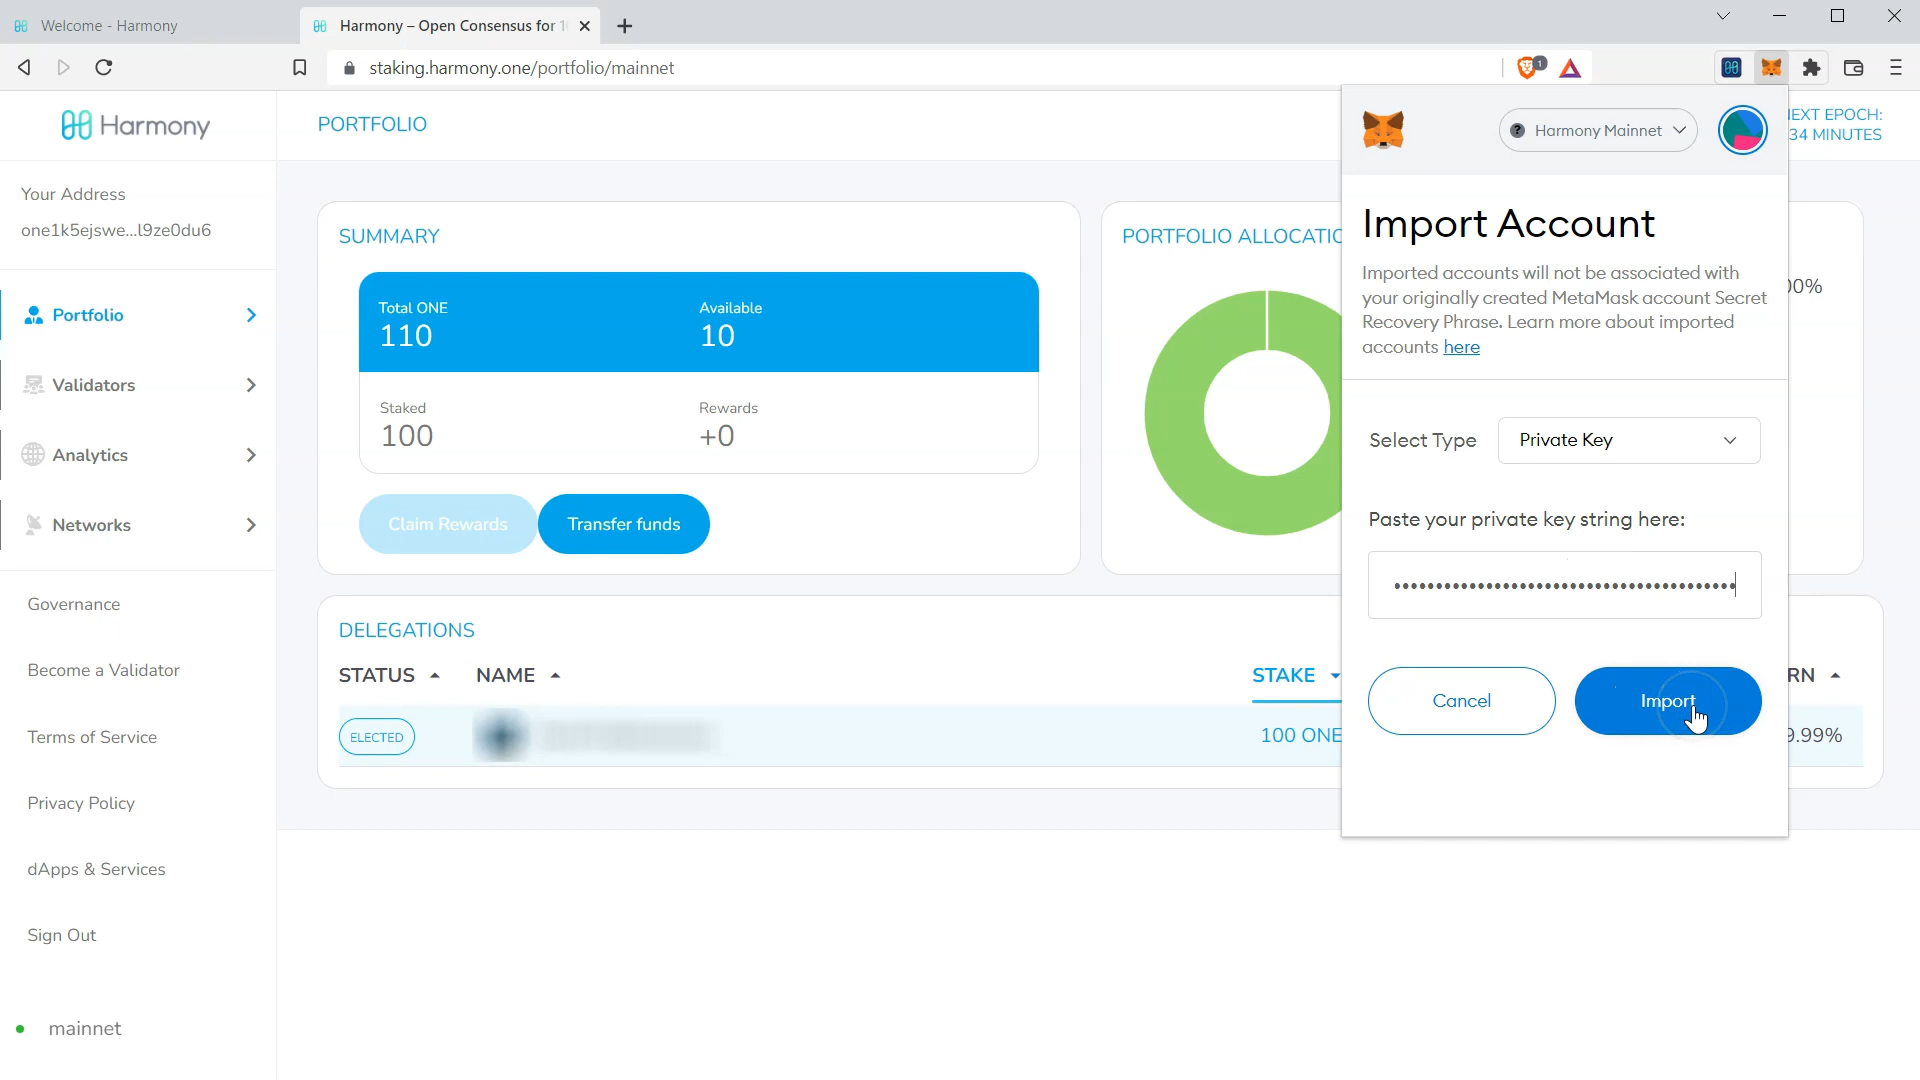 Welcome - Harmony
Harmony – Open Consensus for 1
staking.harmony.one/portfolio/mainnet
1
Harmony
PORTFOLIO
Harmony Mainnet
NEXT EPOCH:
34 MINUTES
Your Address
one1k5ejswe...l9ze0du6
Portfolio
Validators
Analytics
Networks
Governance
Become a Validator
Terms of Service
Privacy Policy
dApps & Services
Sign Out
mainnet
SUMMARY
Total ONE
110
Available
10
Staked
100
Rewards
+0
Claim Rewards
Transfer funds
PORTFOLIO ALLOCATIO
00%
DELEGATIONS
STATUS
NAME
STAKE
RN
ELECTED
100 ONE
9.99%
Import Account
Imported accounts will not be associated with
your originally created MetaMask account Secret
Recovery Phrase. Learn more about imported
accounts here
Select Type
Private Key
Paste your private key string here:
Cancel
Import